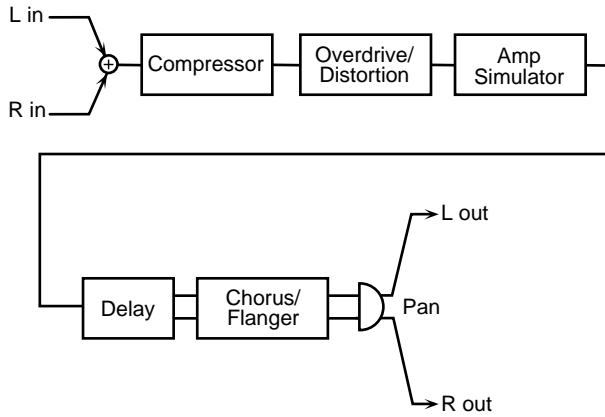 L in
R in
+
Compressor
Overdrive/
Distortion
Amp
Simulator
Delay
Chorus/
Flanger
Pan
L out
R out